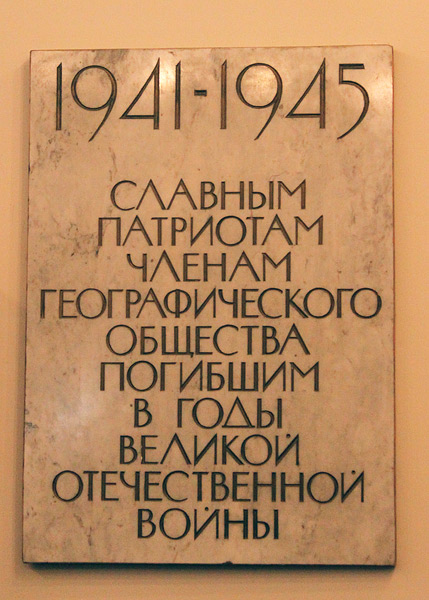 1941-1945
СЛАВНЫМ
ПАТРИОТАМ
ЧЛЕНАМ
ГЕОГРАФИЧЕСКОГО
ОБЩЕСТВА
ПОГИБШИМ
В ГОДЫ
ВЕЛИКОЙ
ОТЕЧЕСТВЕННОЙ
ВОЙНЫ